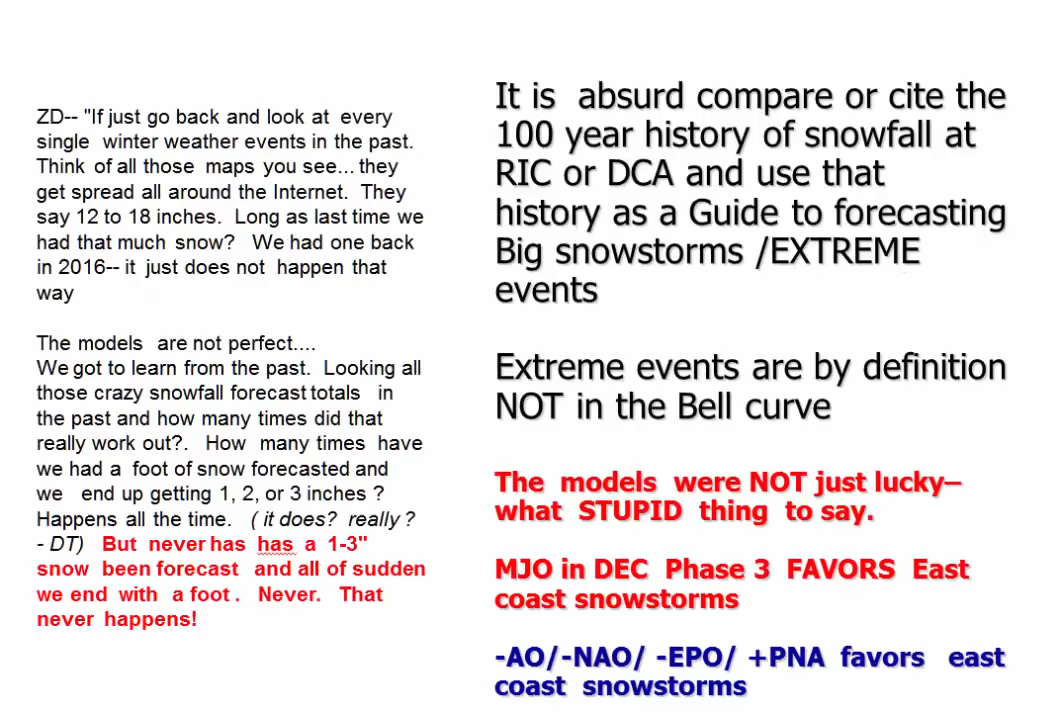 ZD-- "If just go back and look at every
single winter weather events in the past.
Think of all those maps you see... they
get spread all around the Internet. They
say 12 to 18 inches. Long as last time we
had that much snow? We had one back
in 2016-- it just does not happen that
way
The models are not perfect....
We got to learn from the past. Looking all
those crazy snowfall forecast totals in
the past and how many times did that
really work out?. How many times have
we had a foot of snow forecasted and
we end up getting 1, 2, or 3 inches ?
Happens all the time. ( it does? really ?
- DT) But never has has a 1-3"
snow been forecast and all of sudden
we end with a foot . Never. That
never happens!
It is absurd compare or cite the
100 year history of snowfall at
RIC or DCA and use that
history as a Guide to forecasting
Big snowstorms /EXTREME
events
Extreme events are by definition
NOT in the Bell curve
The models were NOT just lucky–
what STUPID thing to say.
MJO in DEC Phase 3 FAVORS East
coast snowstorms
-AO/-NAO/ -EPO/ +PNA favors east
coast snowstorms